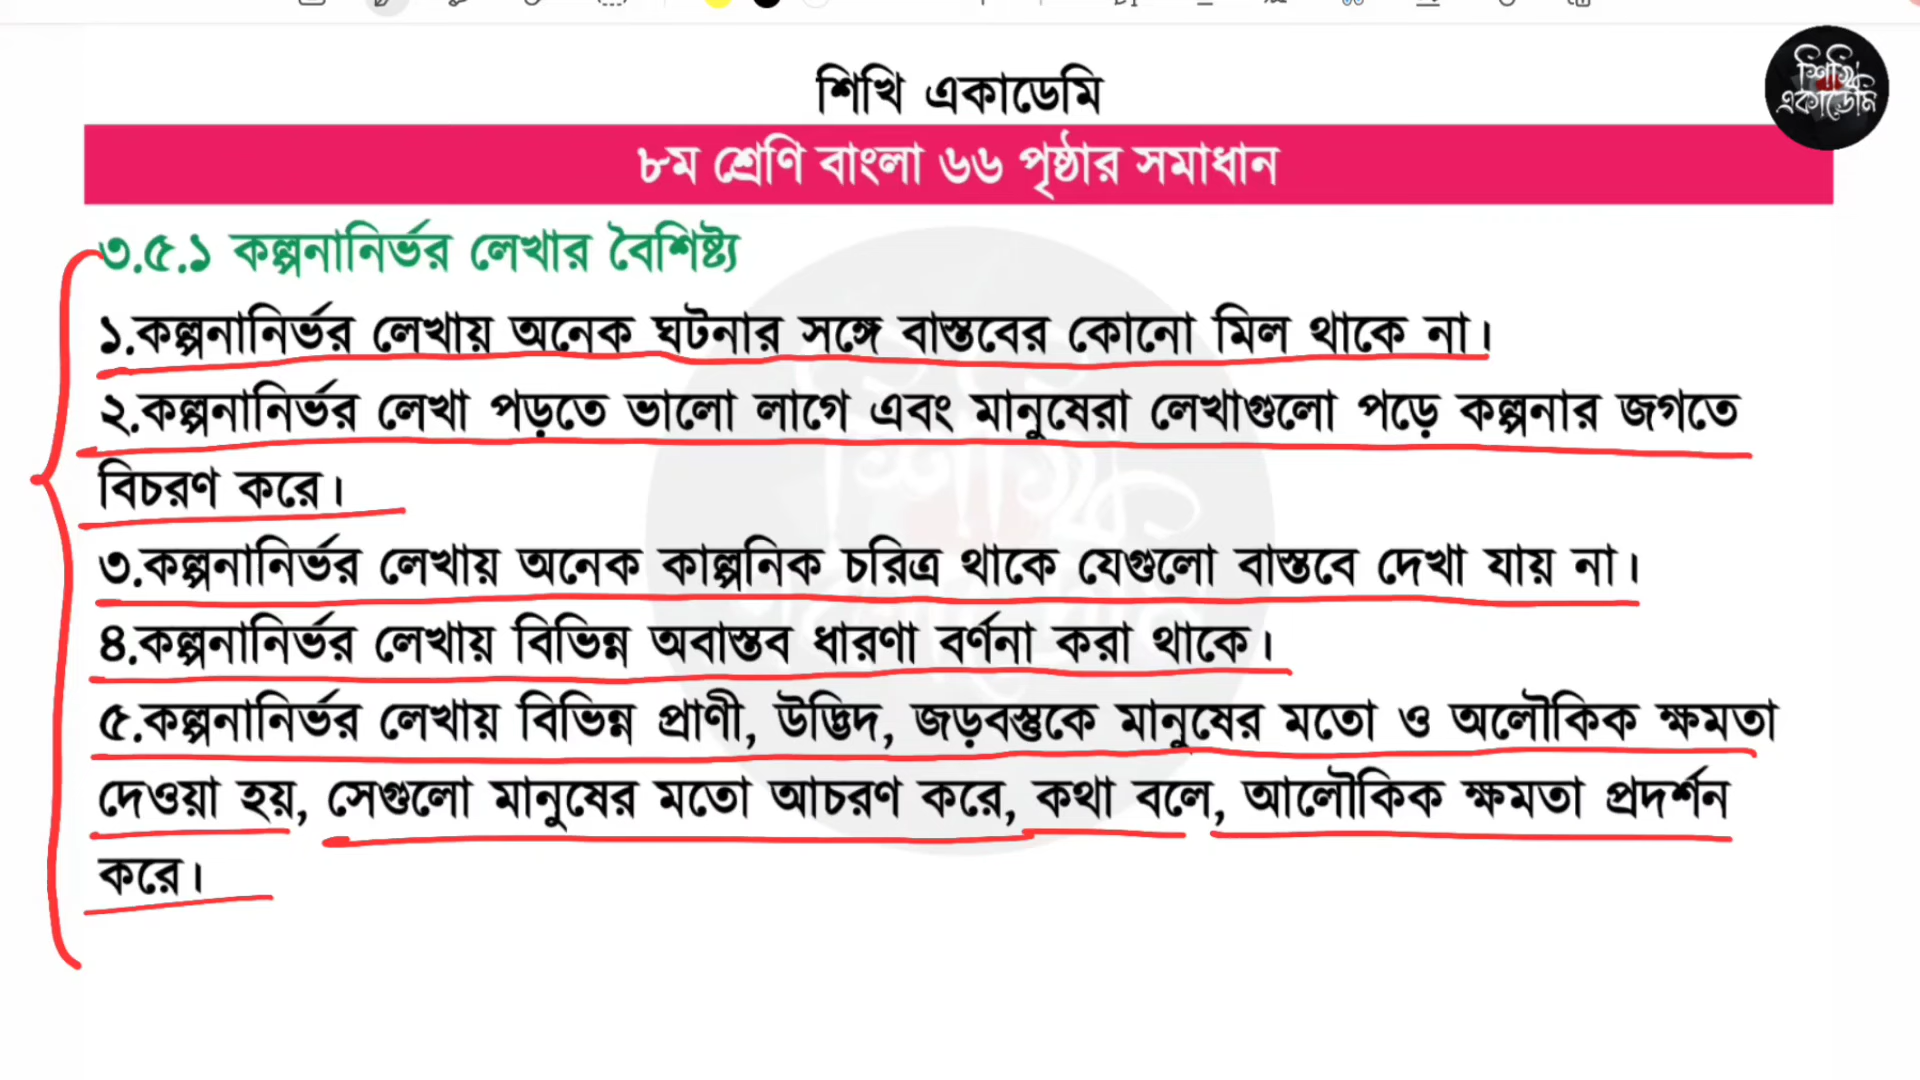 শিখি একাডেমি
শিখি
একাডেমি
৮ম শ্রেণি বাংলা ৬৬ পৃষ্ঠার সমাধান
৩.৫.১ কল্পনানির্ভর লেখার বৈশিষ্ট্য
১.কল্পনানির্ভর লেখায় অনেক ঘটনার সঙ্গে বাস্তবের কোনো মিল থাকে না।
২.কল্পনানির্ভর লেখা পড়তে ভালো লাগে এবং মানুষেরা লেখাগুলো পড়ে কল্পনার জগতে
বিচরণ করে।
৩.কল্পনানির্ভর লেখায় অনেক কাল্পনিক চরিত্র থাকে যেগুলো বাস্তবে দেখা যায় না।
৪.কল্পনানির্ভর লেখায় বিভিন্ন অবাস্তব ধারণা বর্ণনা করা থাকে।
৫.কল্পনানির্ভর লেখায় বিভিন্ন প্রাণী, উদ্ভিদ, জড়বস্তুকে মানুষের মতো ও অলৌকিক ক্ষমতা
দেওয়া হয়, সেগুলো মানুষের মতো আচরণ করে, কথা বলে, আলৌকিক ক্ষমতা প্রদর্শন
করে।